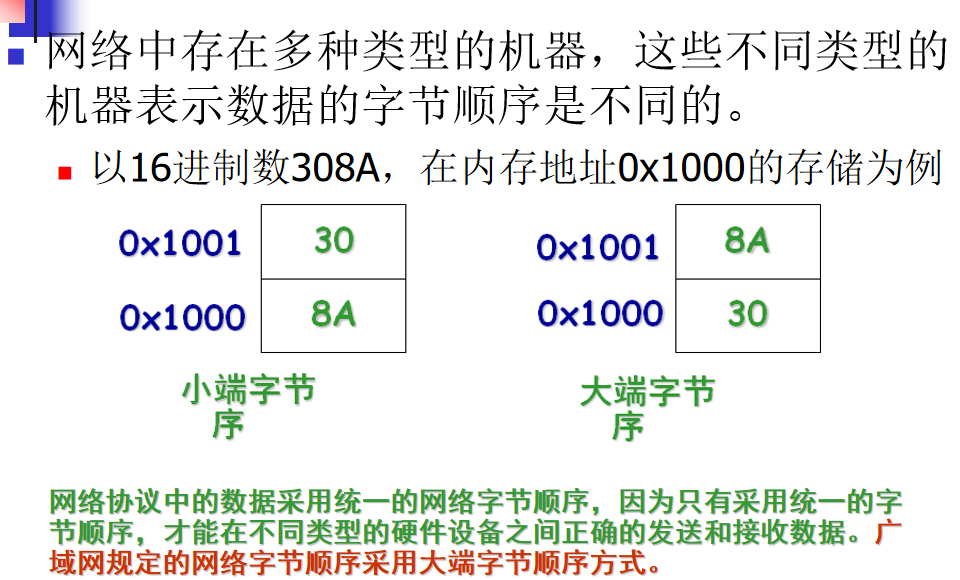 网络中存在多种类型的机器，这些不同类型的
机器表示数据的字节顺序是不同的。
以16进制数308A，在内存地址0x1000的存储为例
0x1001 30
0x1000 8A
小端字节
序
0x1001 8A
0x1000 30
大端字节
序
网络协议中的数据采用统一的网络字节顺序，因为只有采用统一的字
节顺序，才能在不同类型的硬件设备之间正确的发送和接收数据。广
域网规定的网络字节顺序采用大端字节顺序方式。